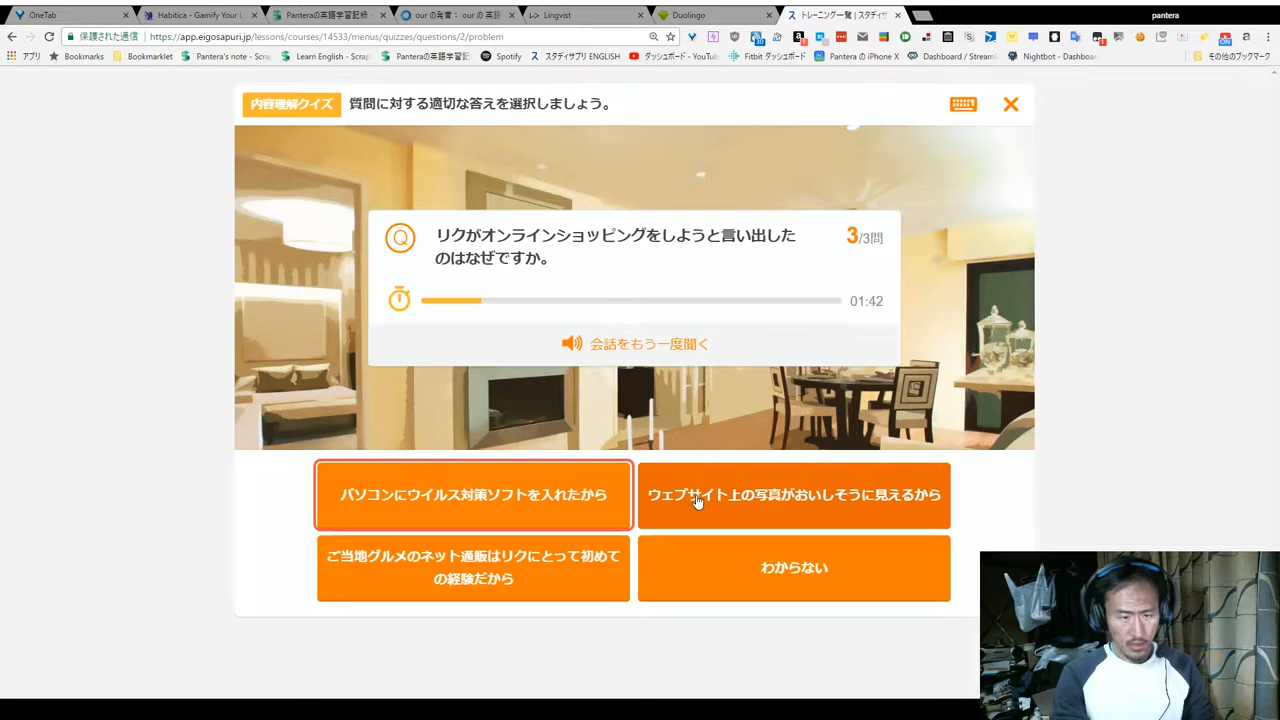 OneTab
Habitica - Gamify Your L
Panteraの英語学習記録 -
our の発音： our の 英語
Lingvist
Duolingo
トレーニング一覧 | スタディサ
pantera
保護された通信
https://app.eigosapuri.jp/lessons/courses/14533/menus/quizzes/questions/2/problem
アプリ
Bookmarks
Bookmarklet
Pantera's note - Scrap
Learn English - Scrap
Panteraの英語学習記
Spotify
スタディサプリ ENGLISH
ダッシュボード - YouTu
Fitbit ダッシュボード
Pantera の iPhone X
Dashboard / Streaml
Nightbot - Dashboa
その他のブックマーク
内容理解クイズ
質問に対する適切な答えを選択しましょう。
Q
リクがオンラインショッピングをしようと言い出した
のはなぜですか。
3/3問
01:42
会話をもう一度聞く
パソコンにウイルス対策ソフトを入れたから
ウェブサイト上の写真がおいしそうに見えるから
ご当地グルメのネット通販はリクにとって初めて
の経験だから
わからない